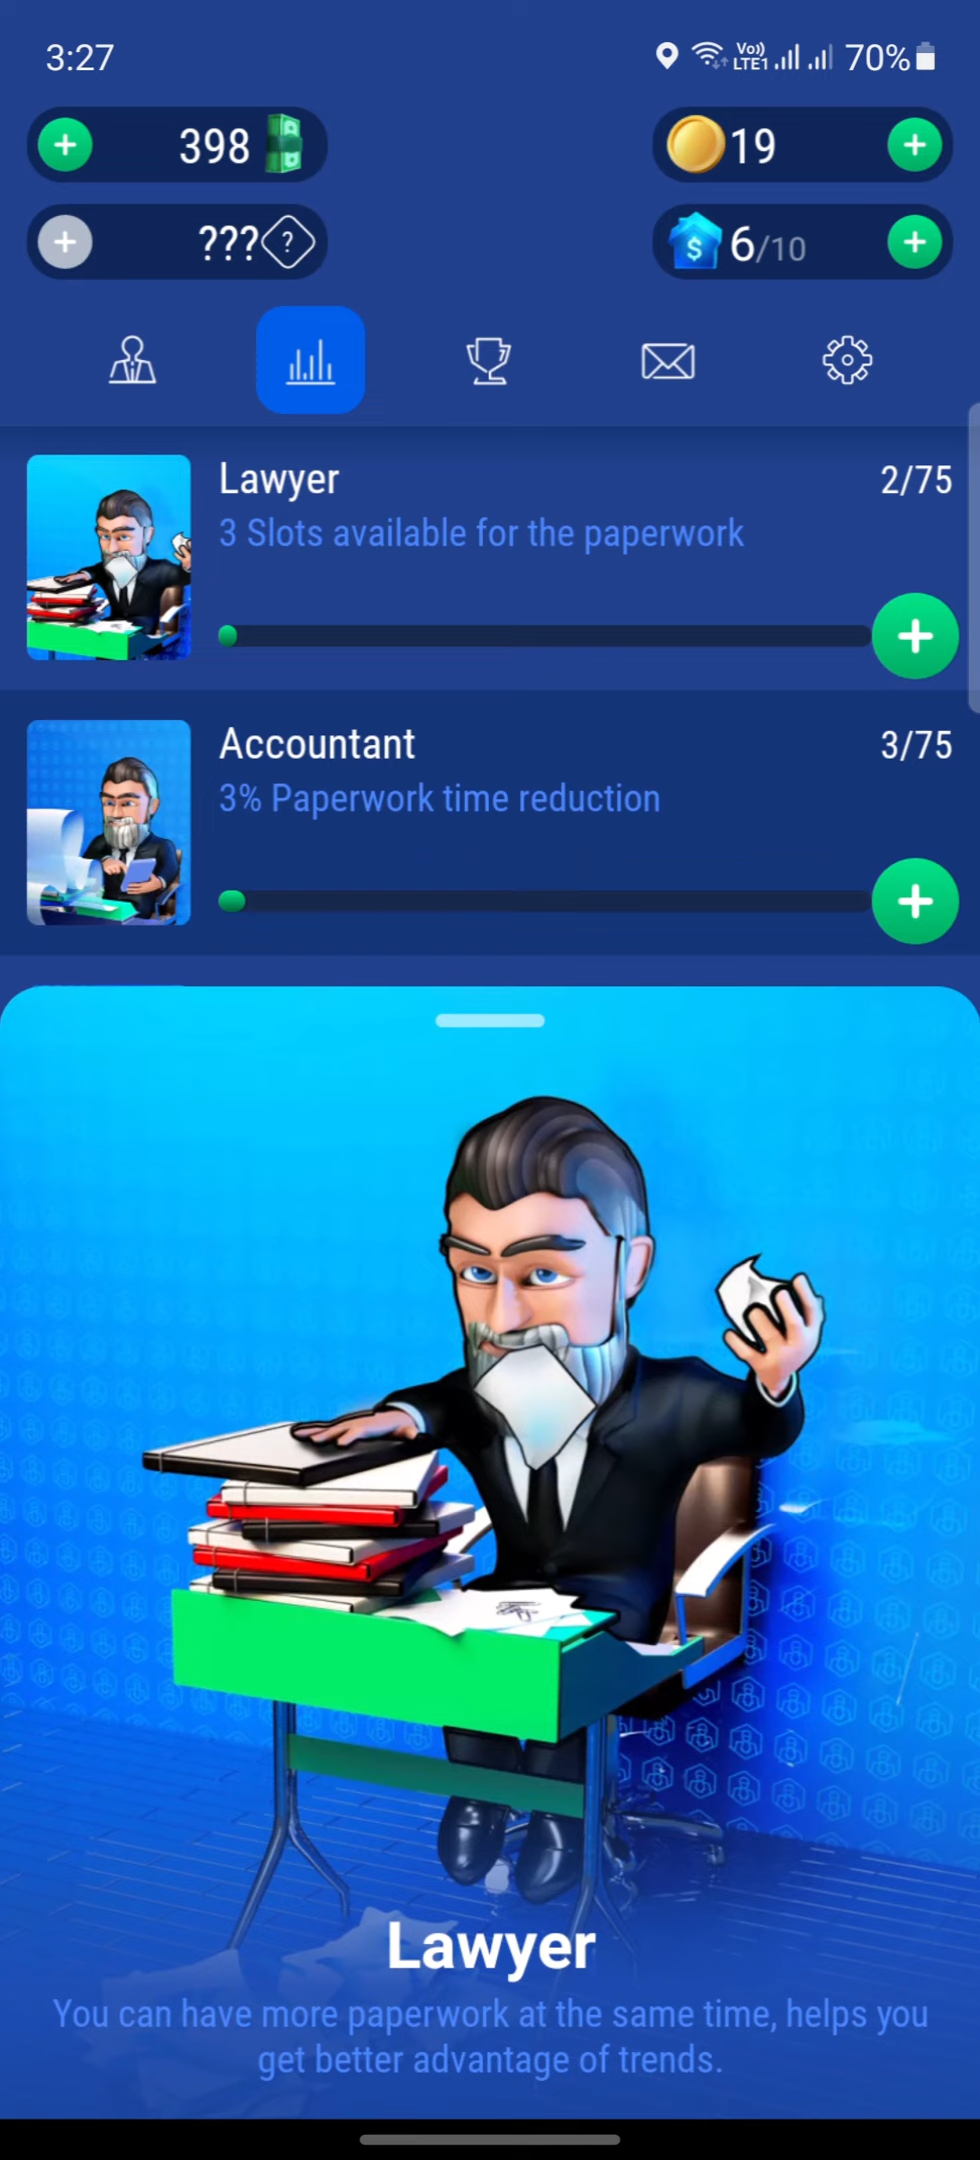 3:27
Vo)) LTE1 70%
398 19
??? ? $ 6/10
Lawyer 2/75
3 Slots available for the paperwork
Accountant 3/75
3% Paperwork time reduction
Lawyer
You can have more paperwork at the same time, helps you
get better advantage of trends.